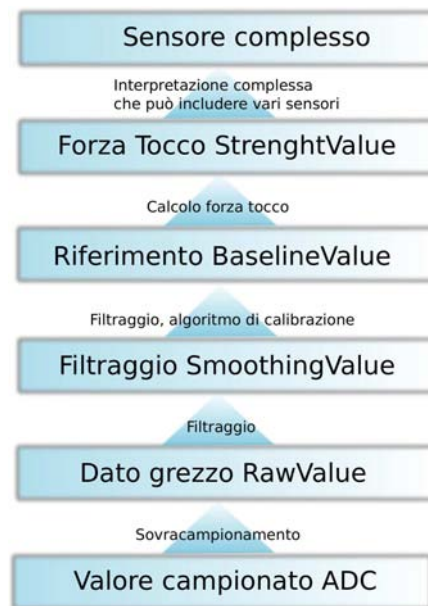 Sensore complesso
Interpretazione complessa
che può includere vari sensori
Forza Tocco StrenghtValue
Calcolo forza tocco
Riferimento BaselineValue
Filtraggio, algoritmo di calibrazione
Filtraggio SmoothingValue
Filtraggio
Dato grezzo RawValue
Sovracampionamento
Valore campionato ADC